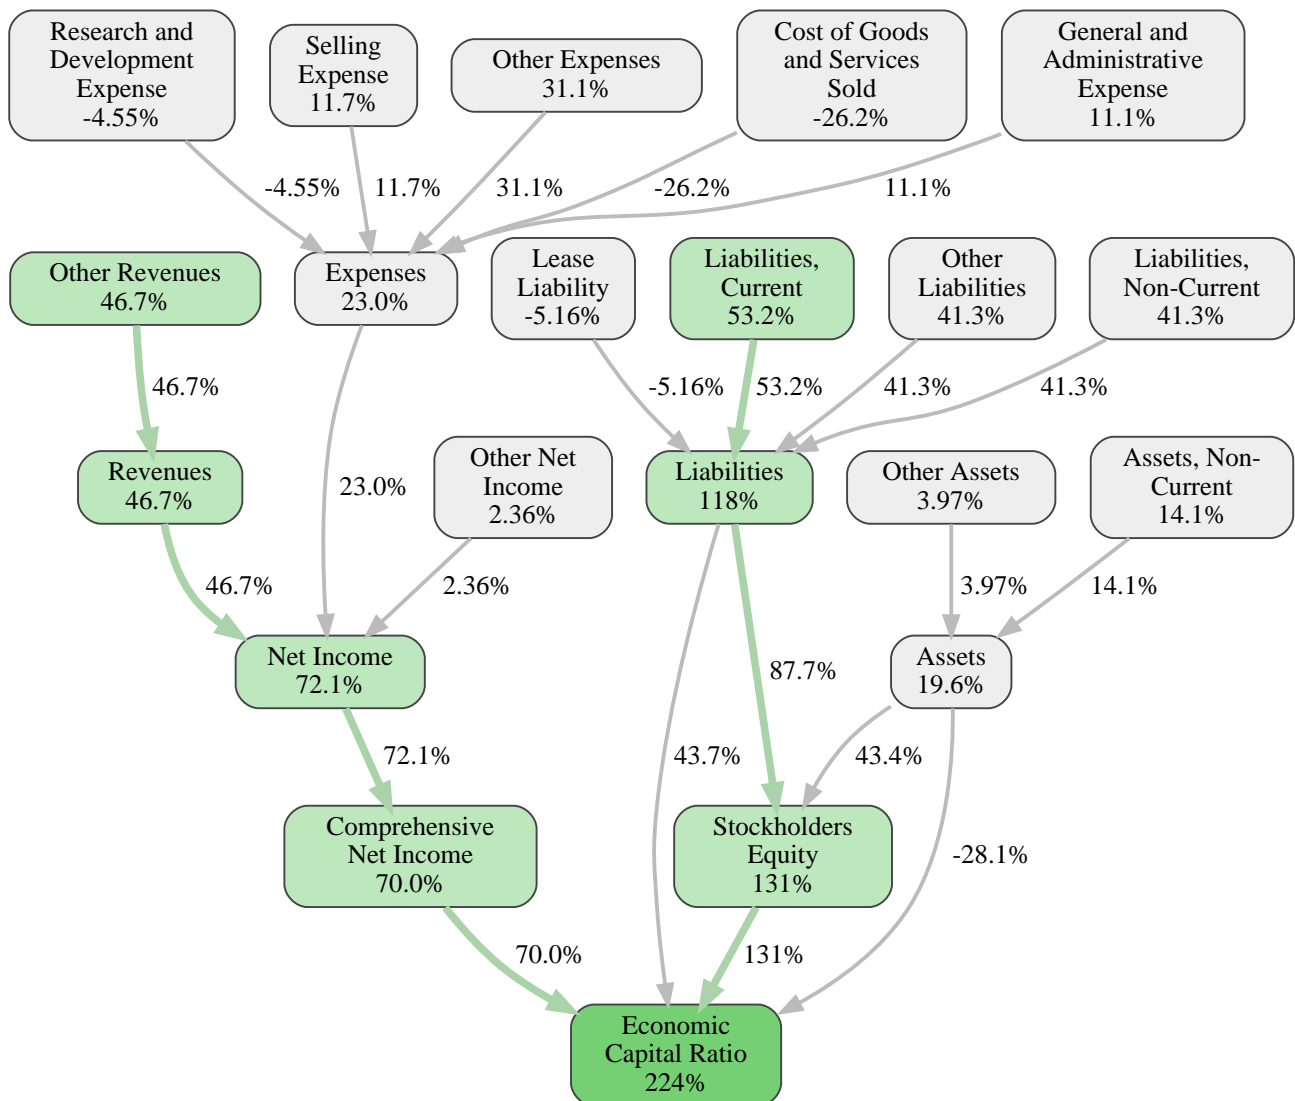 Research and
Development
Expense
-4.55%
Selling
Expense
11.7%
Other Expenses
31.1%
Cost of Goods
and Services
Sold
-26.2%
General and
Administrative
Expense
11.1%
-4.55%
11.7%
31.1%
-26.2%
11.1%
Other Revenues
46.7%
Expenses
23.0%
Lease
Liability
-5.16%
Liabilities,
Current
53.2%
Other
Liabilities
41.3%
Liabilities,
Non-Current
41.3%
46.7%
-5.16%
53.2%
41.3%
41.3%
Revenues
46.7%
23.0%
Other Net
Income
2.36%
Liabilities
118%
Other Assets
3.97%
Assets, Non-
Current
14.1%
46.7%
2.36%
3.97%
14.1%
Net Income
72.1%
87.7%
Assets
19.6%
72.1%
43.7%
43.4%
Comprehensive
Net Income
70.0%
Stockholders
Equity
131%
-28.1%
70.0%
131%
Economic
Capital Ratio
224%